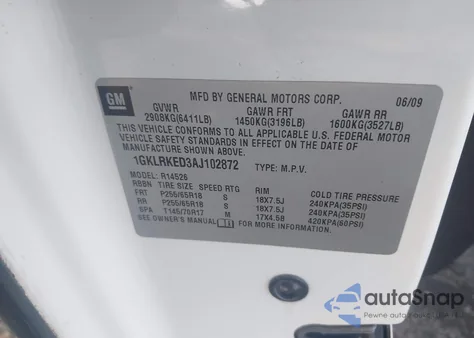 GM
MFD BY GENERAL MOTORS CORP. 06/09
GVWR GAWR FRT GAWR RR
2908KG(6411LB) 1450KG(3196LB) 1600KG(3527LB)
THIS VEHICLE CONFORMS TO ALL APPLICABLE U.S. FEDERAL MOTOR
VEHICLE SAFETY STANDARDS IN EFFECT ON THE DATE OF
MANUFACTURE SHOWN ABOVE.
1GKLRKED3AJ102872 TYPE: M.P.V.
MODEL: R14526
RBBN TIRE SIZE SPEED RTG RIM COLD TIRE PRESSURE
FRT P255/65R18 S 18X7.5J 240KPA(35PSI)
RR P255/65R18 S 18X7.5J 240KPA(35PSI)
SPA T145/70R17 M 17X4.5B 420KPA(60PSI)
SEE OWNER'S MANUAL FOR ADDITIONAL INFORMATION.
autoSnap
Pewne auto